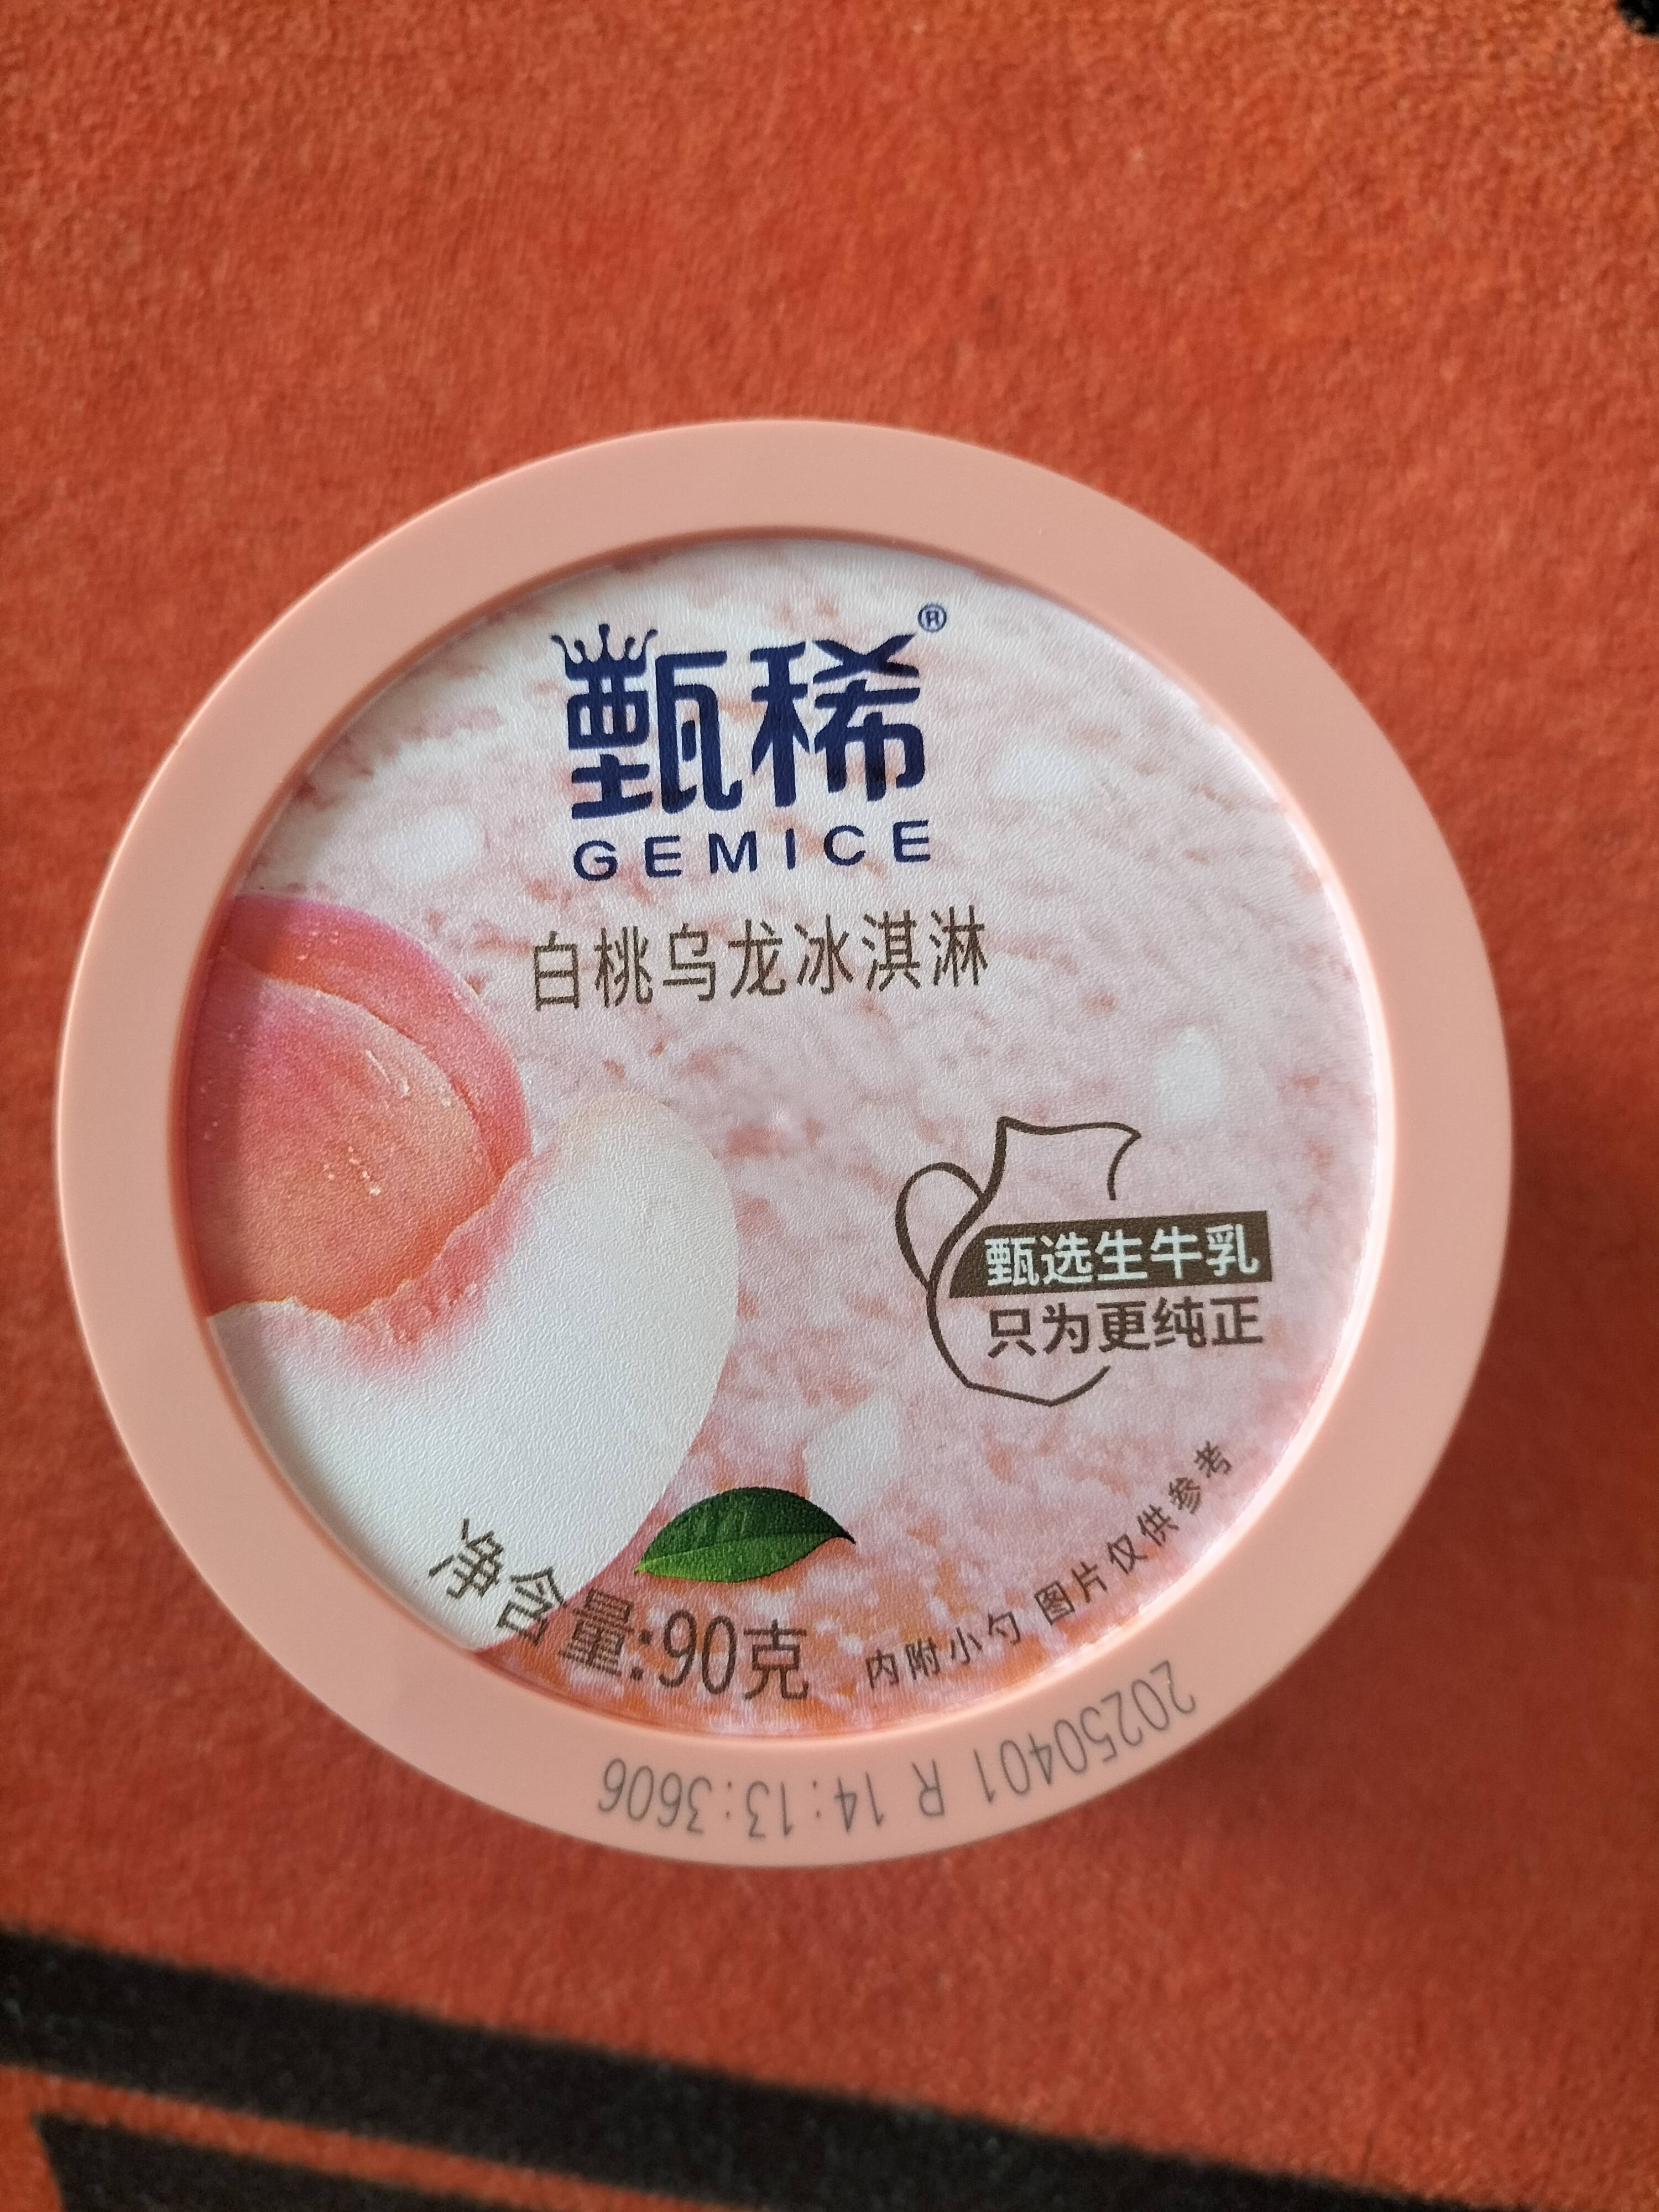 甄稀®
GEMICE
白桃乌龙冰淇淋
甄选生牛乳
只为更纯正
净含量:90克
内附小勺 图片仅供参考
20250401 R 14:13:3606